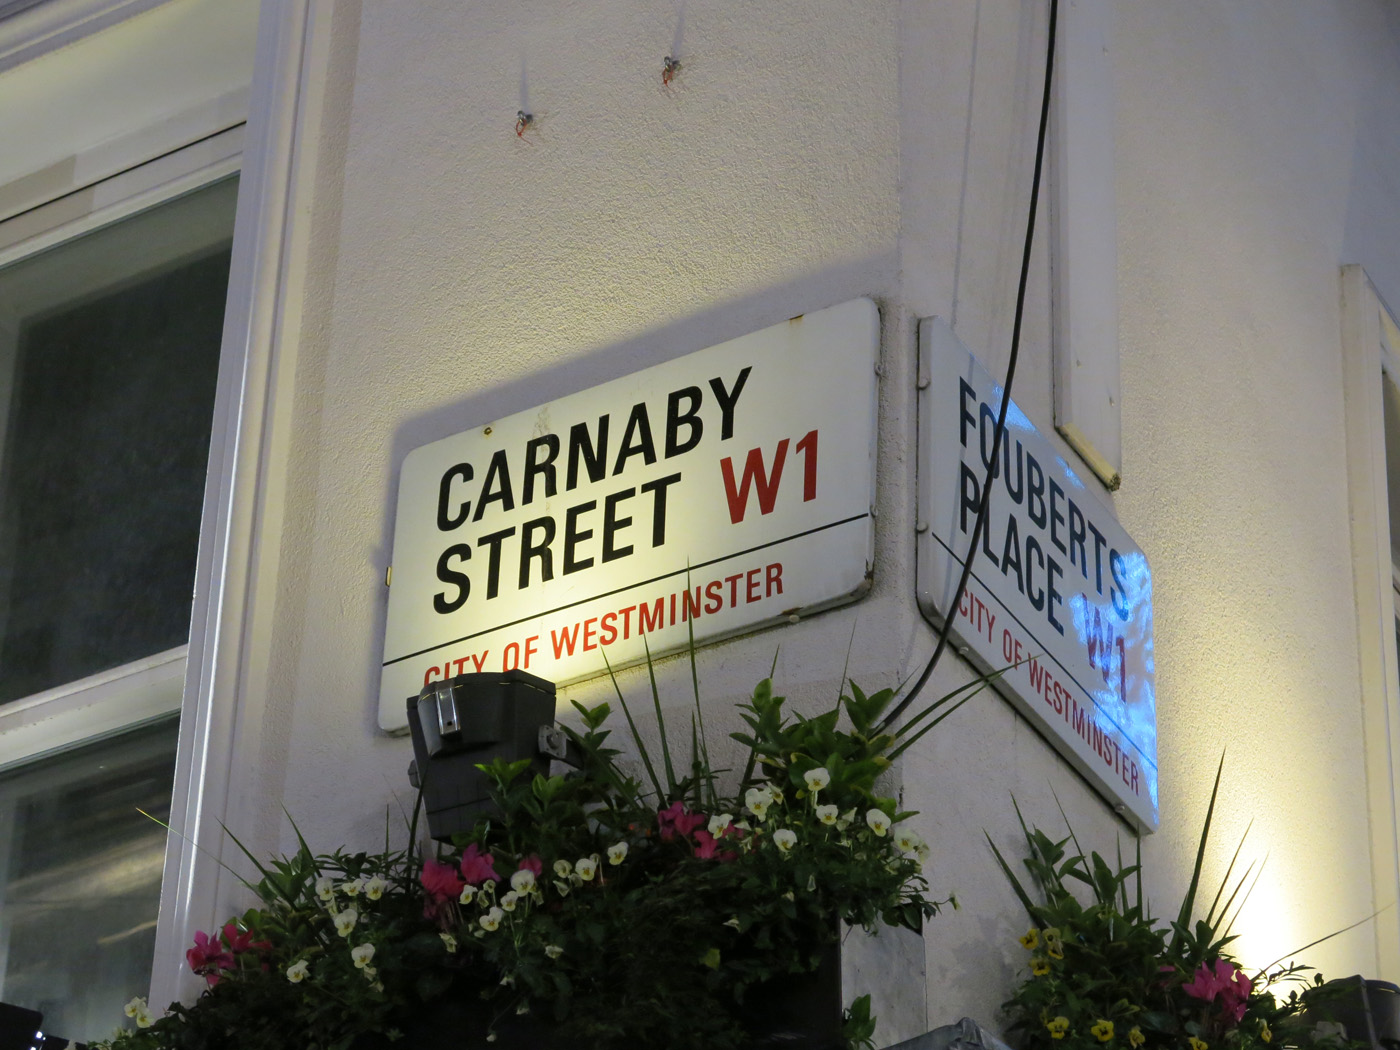 CARNABY
STREET W1
CITY OF WESTMINSTER
FOUBERTS
PLACE W1
CITY OF WESTMINSTER